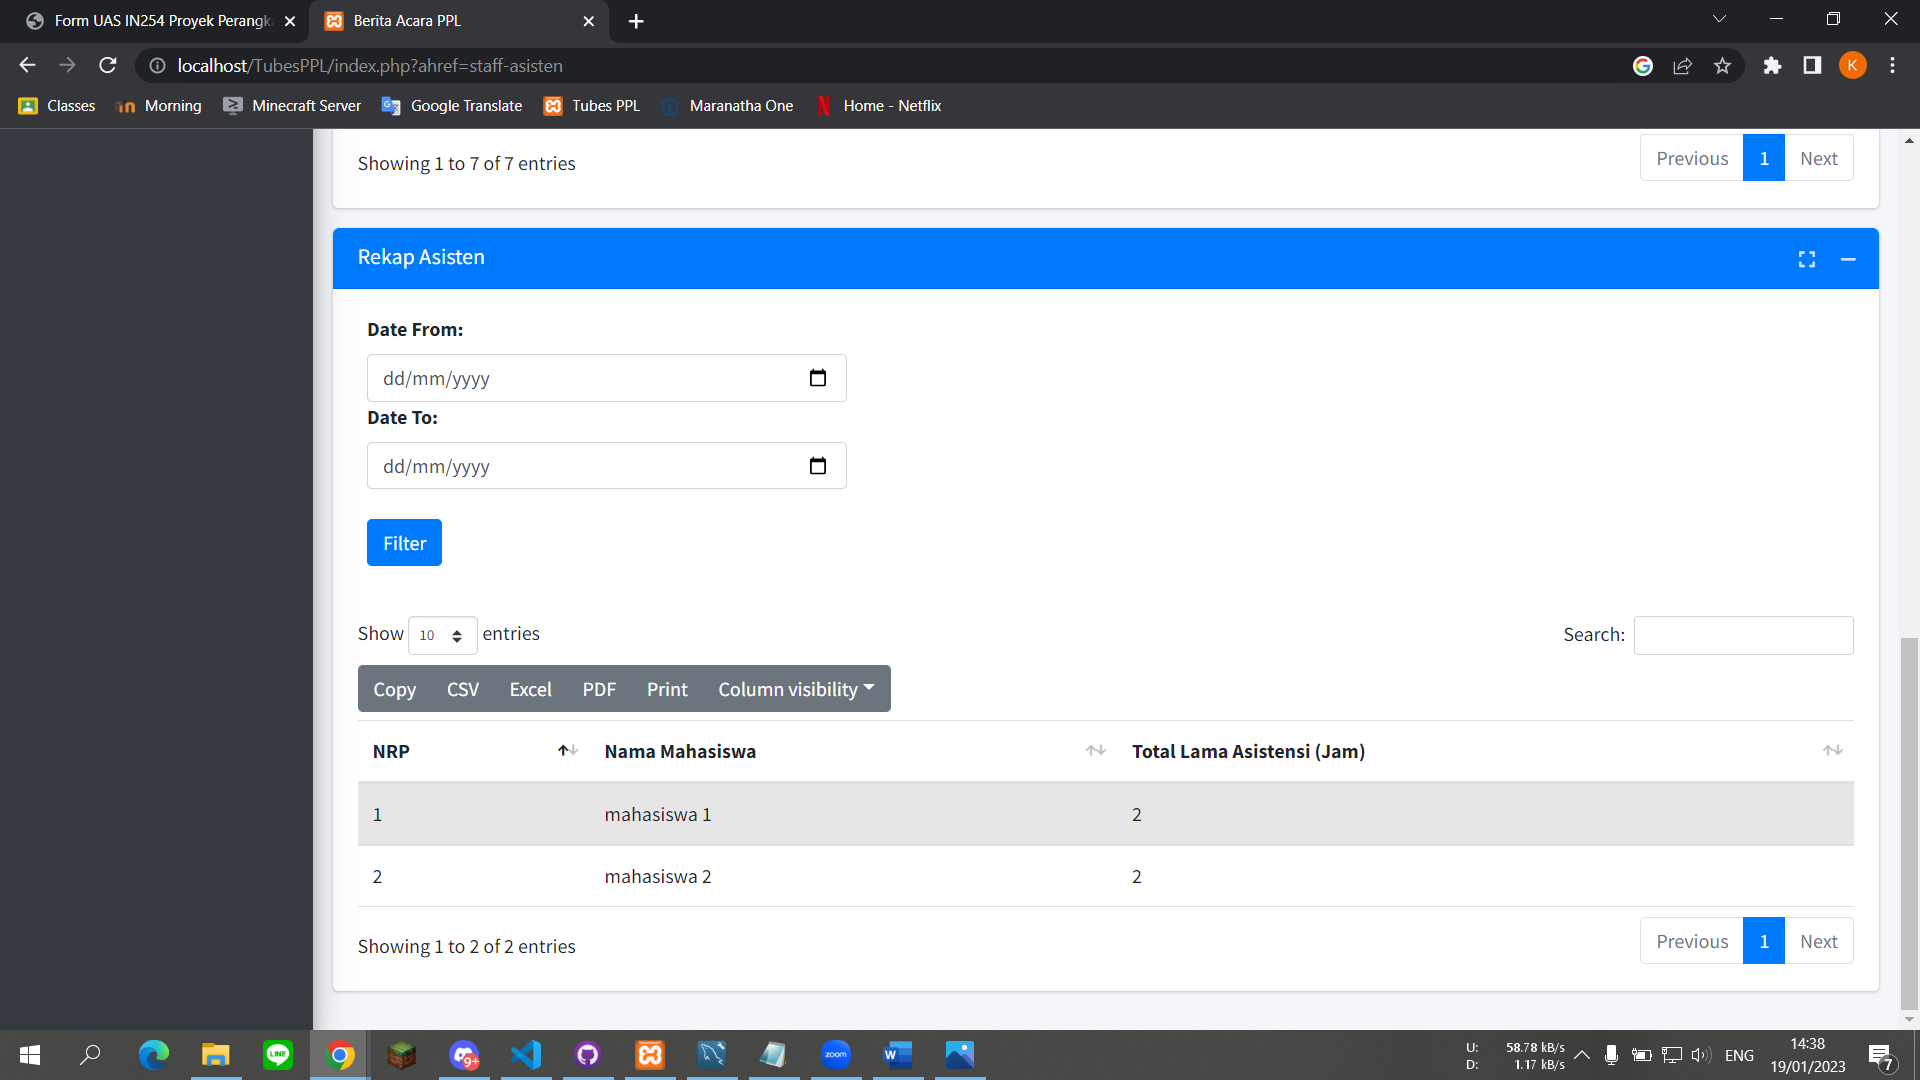 Form UAS IN254 Proyek Perangka
Berita Acara PPL
localhost/TubesPPL/index.php?ahref=staff-asisten
K
Classes
Morning
Minecraft Server
Google Translate
Tubes PPL
Maranatha One
Home - Netflix
Showing 1 to 7 of 7 entries
Previous 1 Next
Rekap Asisten
Date From:
dd/mm/yyyy
Date To:
dd/mm/yyyy
Filter
Show 10 entries
Search:
Copy CSV Excel PDF Print Column visibility
NRP Nama Mahasiswa Total Lama Asistensi (Jam)
1 mahasiswa 1 2
2 mahasiswa 2 2
Showing 1 to 2 of 2 entries
Previous 1 Next
LINE
9+
zoom
W
U: 58.78 kB/s
D: 1.17 kB/s
ENG
14:38
19/01/2023
7